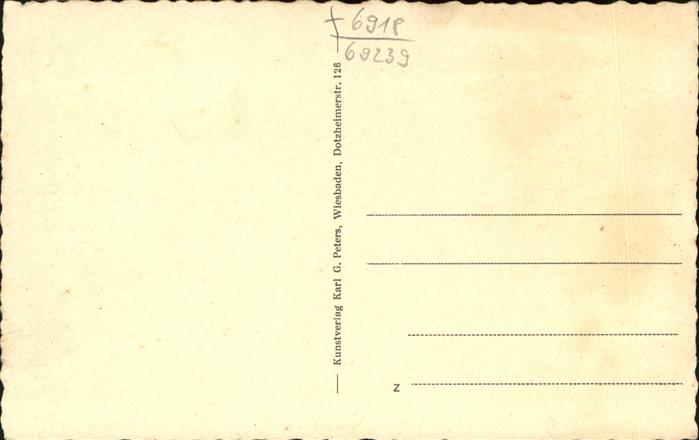 6918
69239
Kunstverlag Karl G. Peters, Wiesbaden, Dotzheimerstr. 126
Z